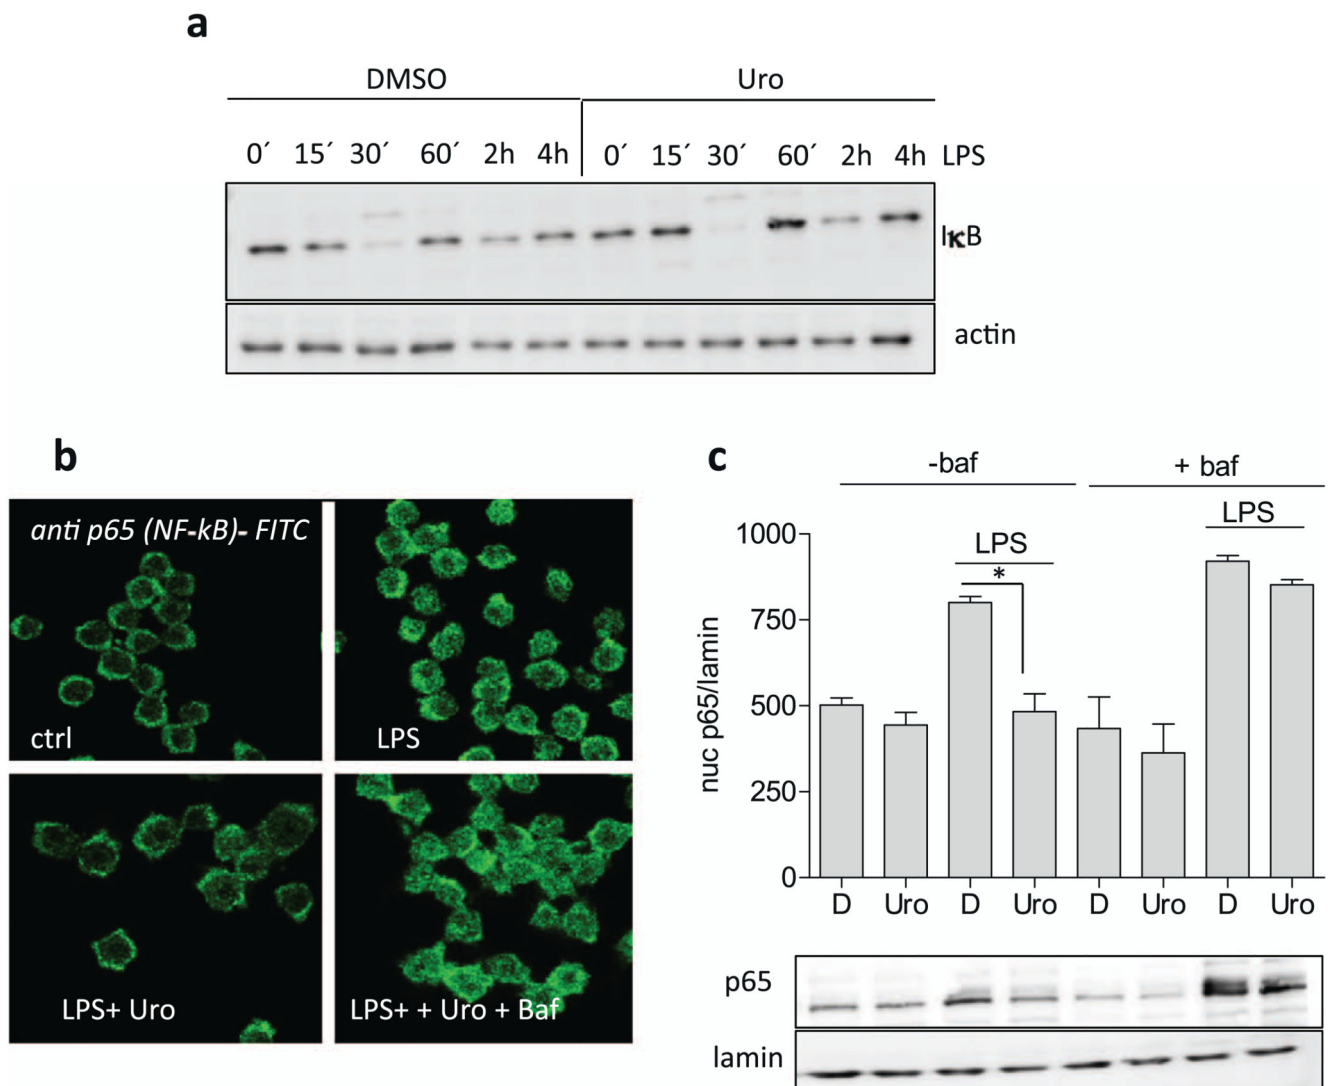 a
DMSO Uro
0´ 15´ 30´ 60´ 2h 4h 0´ 15´ 30´ 60´ 2h 4h LPS
IκB
actin
b
anti p65 (NF-kB)- FITC
ctrl
LPS
LPS+ Uro
LPS+ + Uro + Baf
c
-baf + baf
LPS
LPS
*
nuc p65/lamin
1000
750
500
250
0
D Uro D Uro D Uro D Uro
p65
lamin